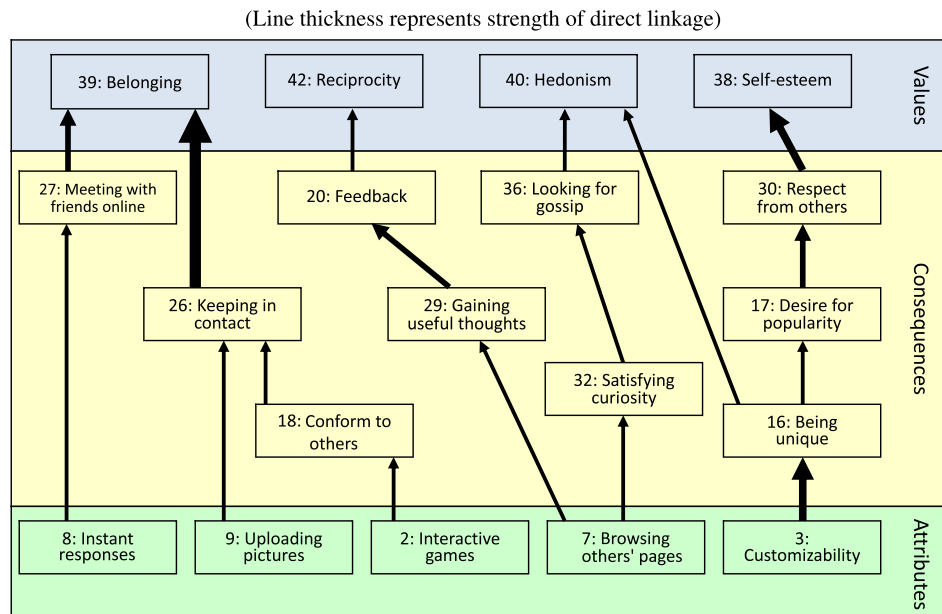 (Line thickness represents strength of direct linkage)
39: Belonging
42: Reciprocity
40: Hedonism
38: Self-esteem
Values
27: Meeting with
friends online
20: Feedback
36: Looking for
gossip
30: Respect
from others
26: Keeping in
contact
29: Gaining
useful thoughts
17: Desire for
popularity
Consequences
32: Satisfying
curiosity
18: Conform to
others
16: Being
unique
8: Instant
responses
9: Uploading
pictures
2: Interactive
games
7: Browsing
others' pages
3:
Customizability
Attributes